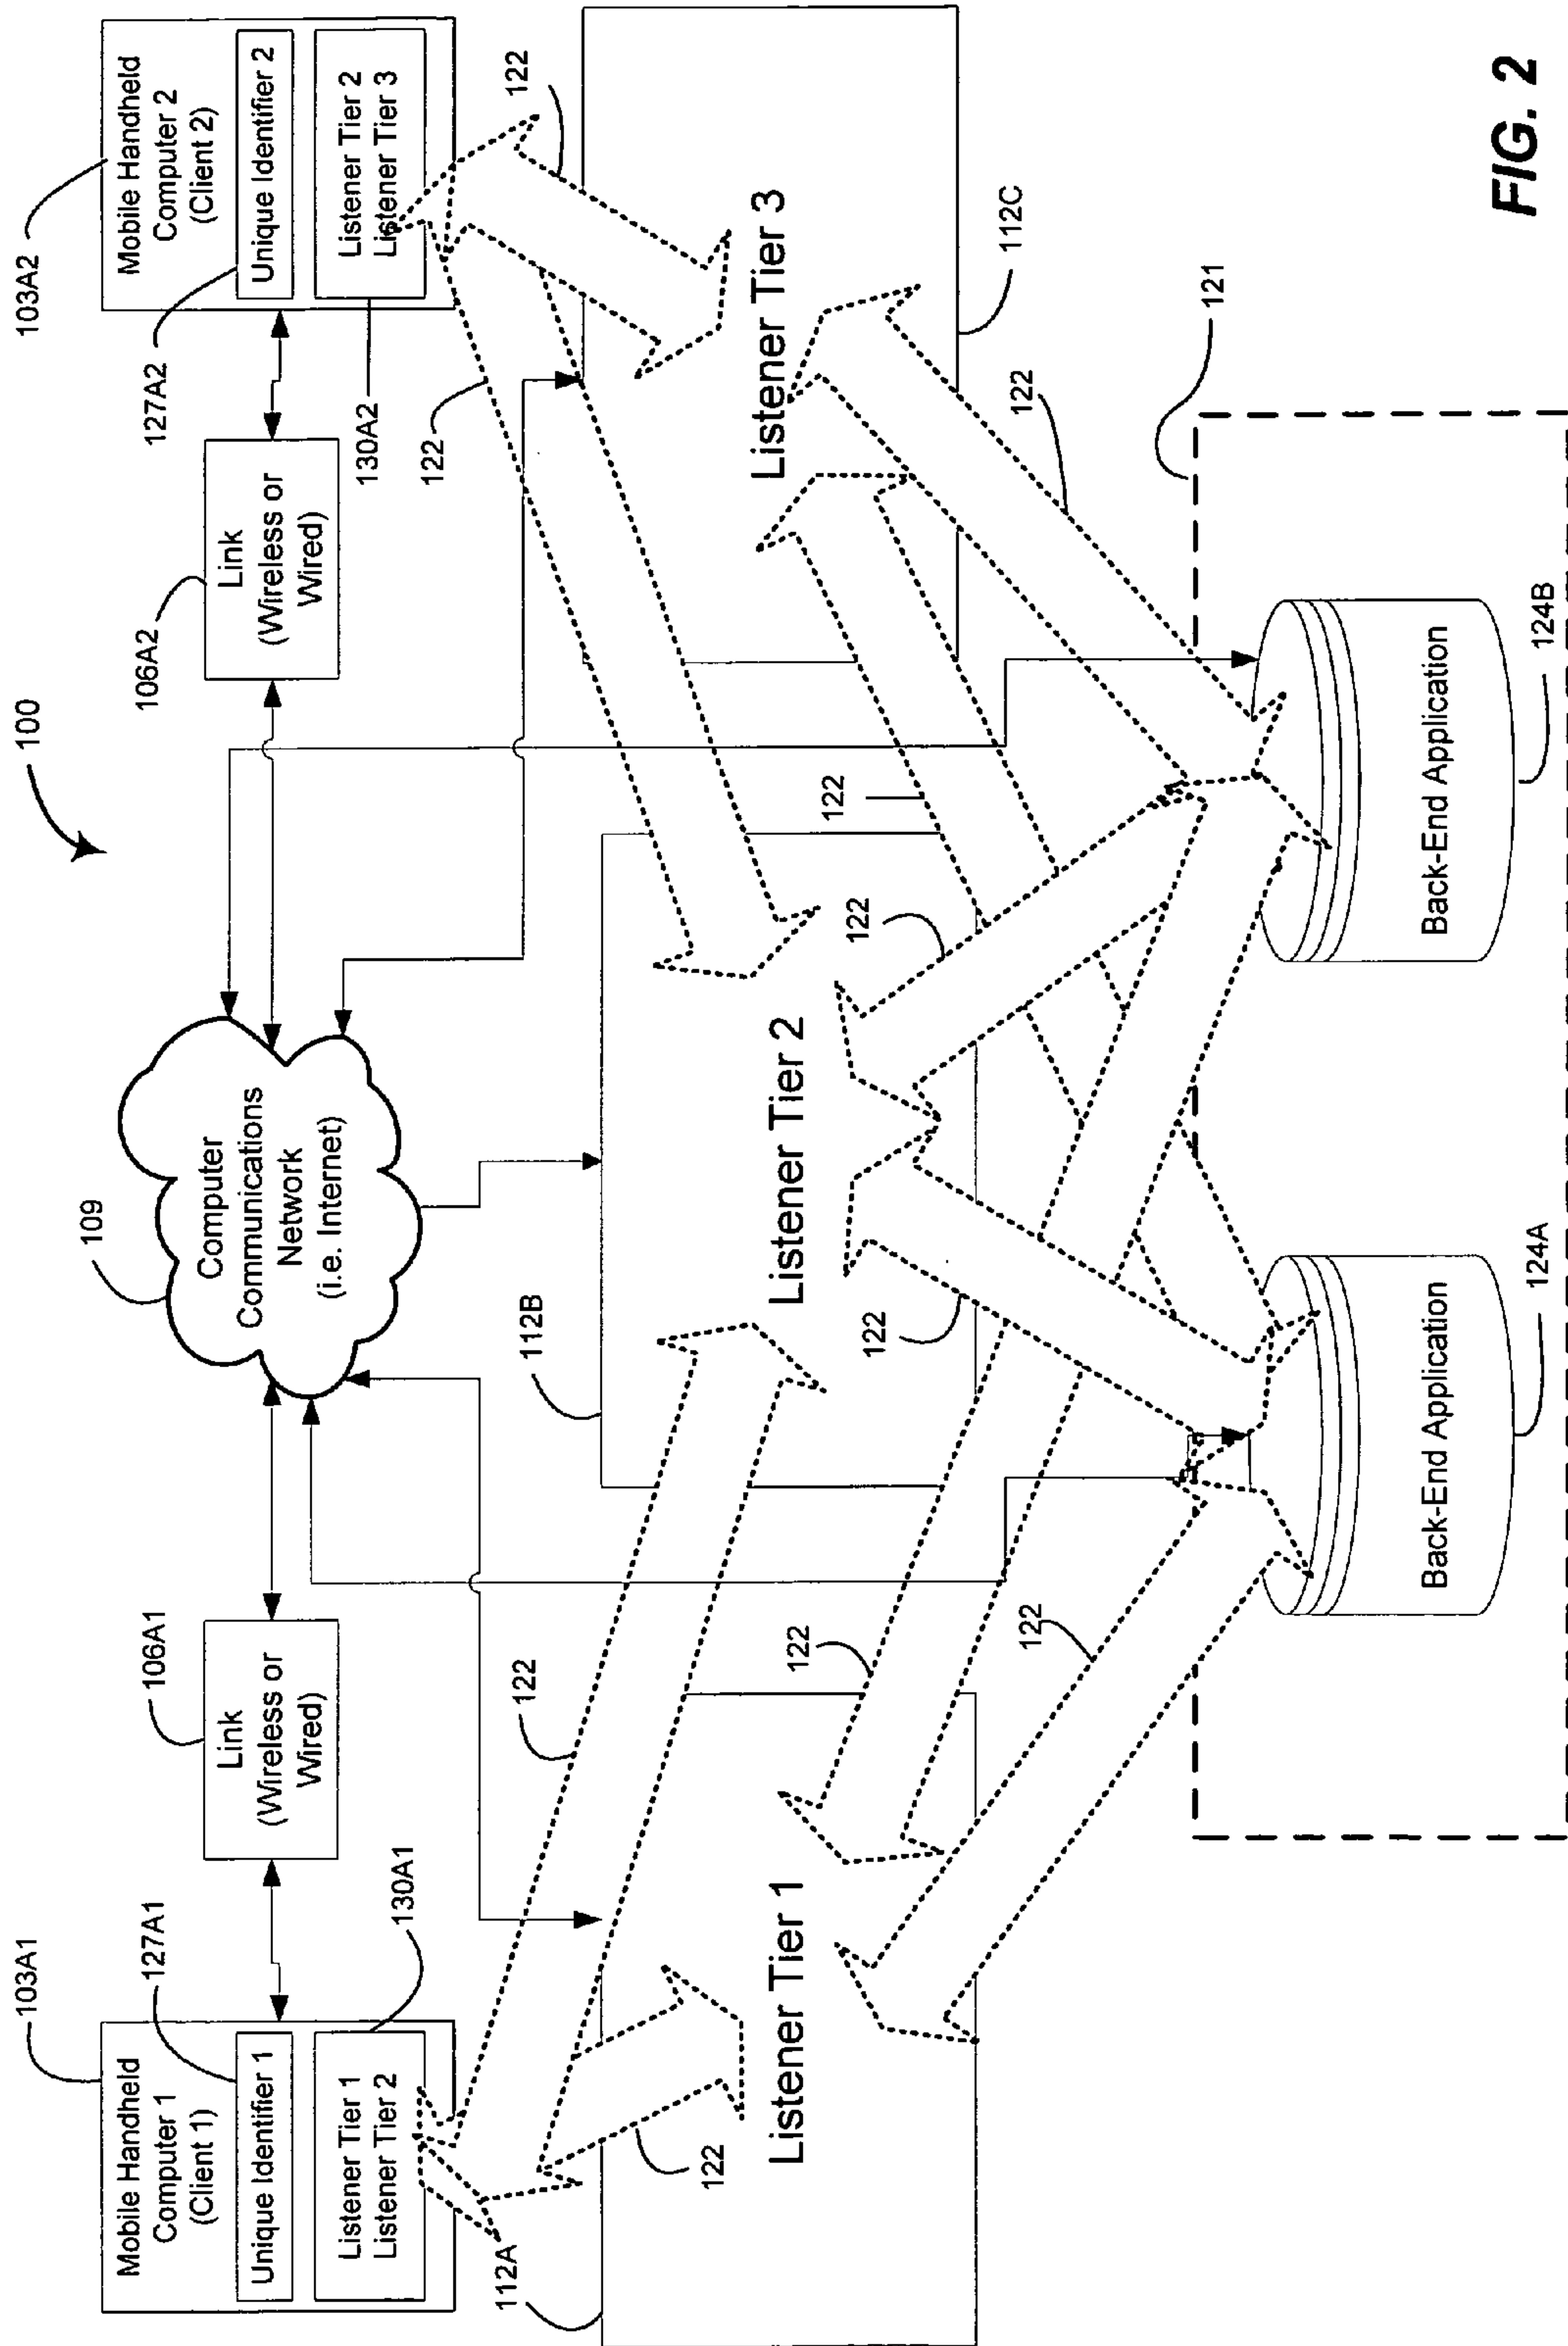 100
103A1
Mobile Handheld
Computer 1
(Client 1)
127A1
Unique Identifier 1
130A1
Listener Tier 1
Listener Tier 2
106A1
Link
(Wireless or
Wired)
109
Computer
Communications
Network
(i.e. Internet)
106A2
Link
(Wireless or
Wired)
103A2
Mobile Handheld
Computer 2
(Client 2)
127A2
Unique Identifier 2
130A2
Listener Tier 2
Listener Tier 3
122
122
122
122
112A
Listener Tier 1
112B
Listener Tier 2
112C
Listener Tier 3
122
122
122
122
122
122
121
Back-End Application
124A
Back-End Application
124B
FIG. 2